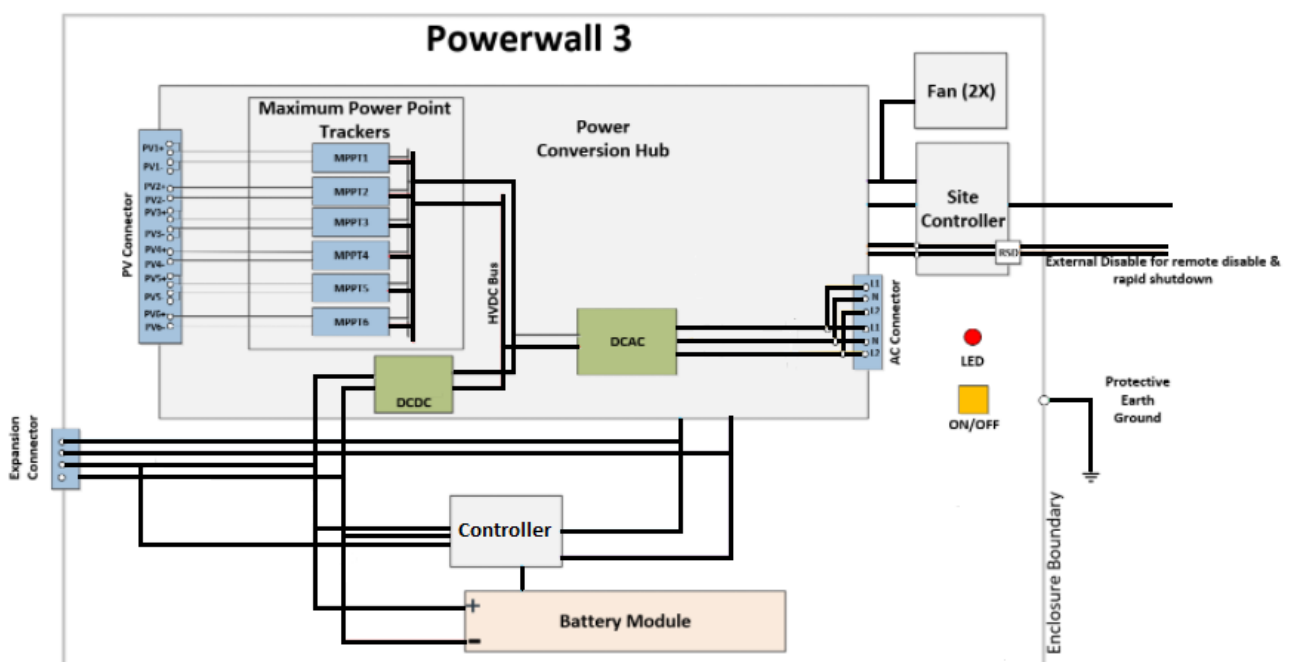 Powerwall 3
Fan (2X)
Maximum Power Point
Trackers
Power
Conversion Hub
PV Connector
PV1+
PV1-
PV2+
PV2-
PV3+
PV3-
PV4+
PV4-
PV5+
PV5-
PV6+
PV6-
MPPT1
MPPT2
MPPT3
MPPT4
MPPT5
MPPT6
HVDC Bus
Site
Controller
RSD
External Disable for remote disable &
rapid shutdown
L1
N
L2
L1
N
L2
AC Connector
DCAC
DCDC
LED
ON/OFF
Protective
Earth
Ground
Expansion
Connector
Controller
+
Battery Module
-
Enclosure Boundary